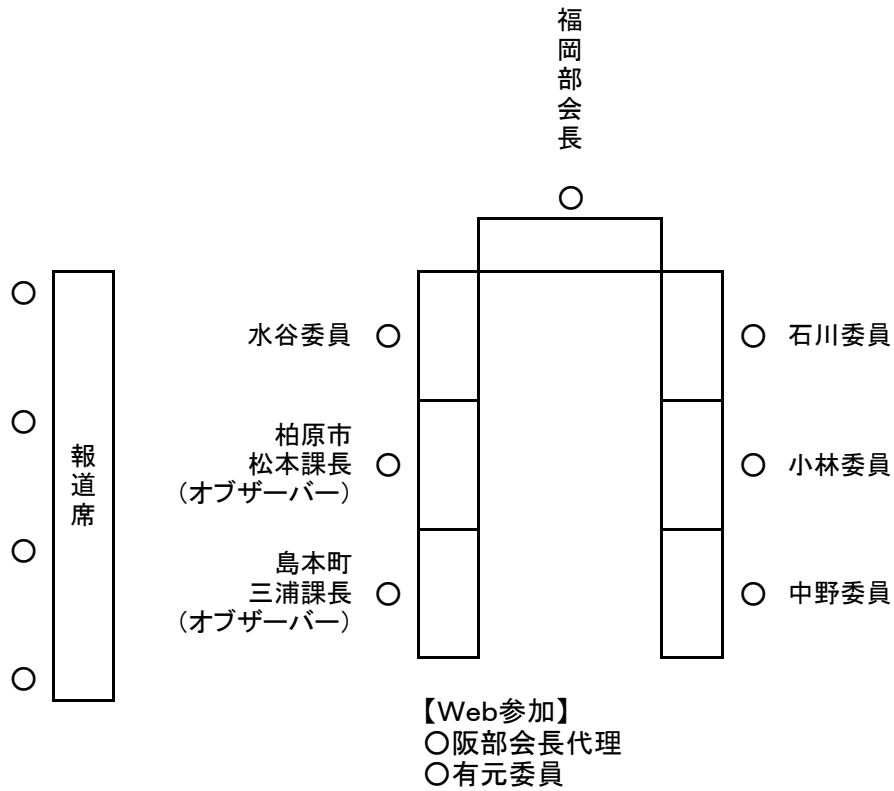 福岡部会長
○
水谷委員 ○
○ 石川委員
柏原市
松本課長 ○
(オブザーバー)
○ 小林委員
島本町
三浦課長 ○
(オブザーバー)
○ 中野委員
○
○
報道席
○
○
【Web参加】
○阪部会長代理
○有元委員